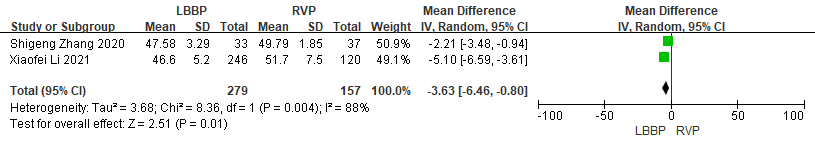 LBBP RVP Mean Difference Mean Difference
Study or Subgroup Mean SD Total Mean SD Total Weight IV, Random, 95% CI IV, Random, 95% CI
Shigeng Zhang 2020 47.58 3.29 33 49.79 1.85 37 50.9% -2.21 [-3.48, -0.94]
Xiaofei Li 2021 46.6 5.2 246 51.7 7.5 120 49.1% -5.10 [-6.59, -3.61]
Total (95% CI) 279 157 100.0% -3.63 [-6.46, -0.80]
Heterogeneity: Tau² = 3.68; Chi² = 8.36, df = 1 (P = 0.004); I² = 88%
Test for overall effect: Z = 2.51 (P = 0.01)
-100 -50 0 50 100
LBBP RVP